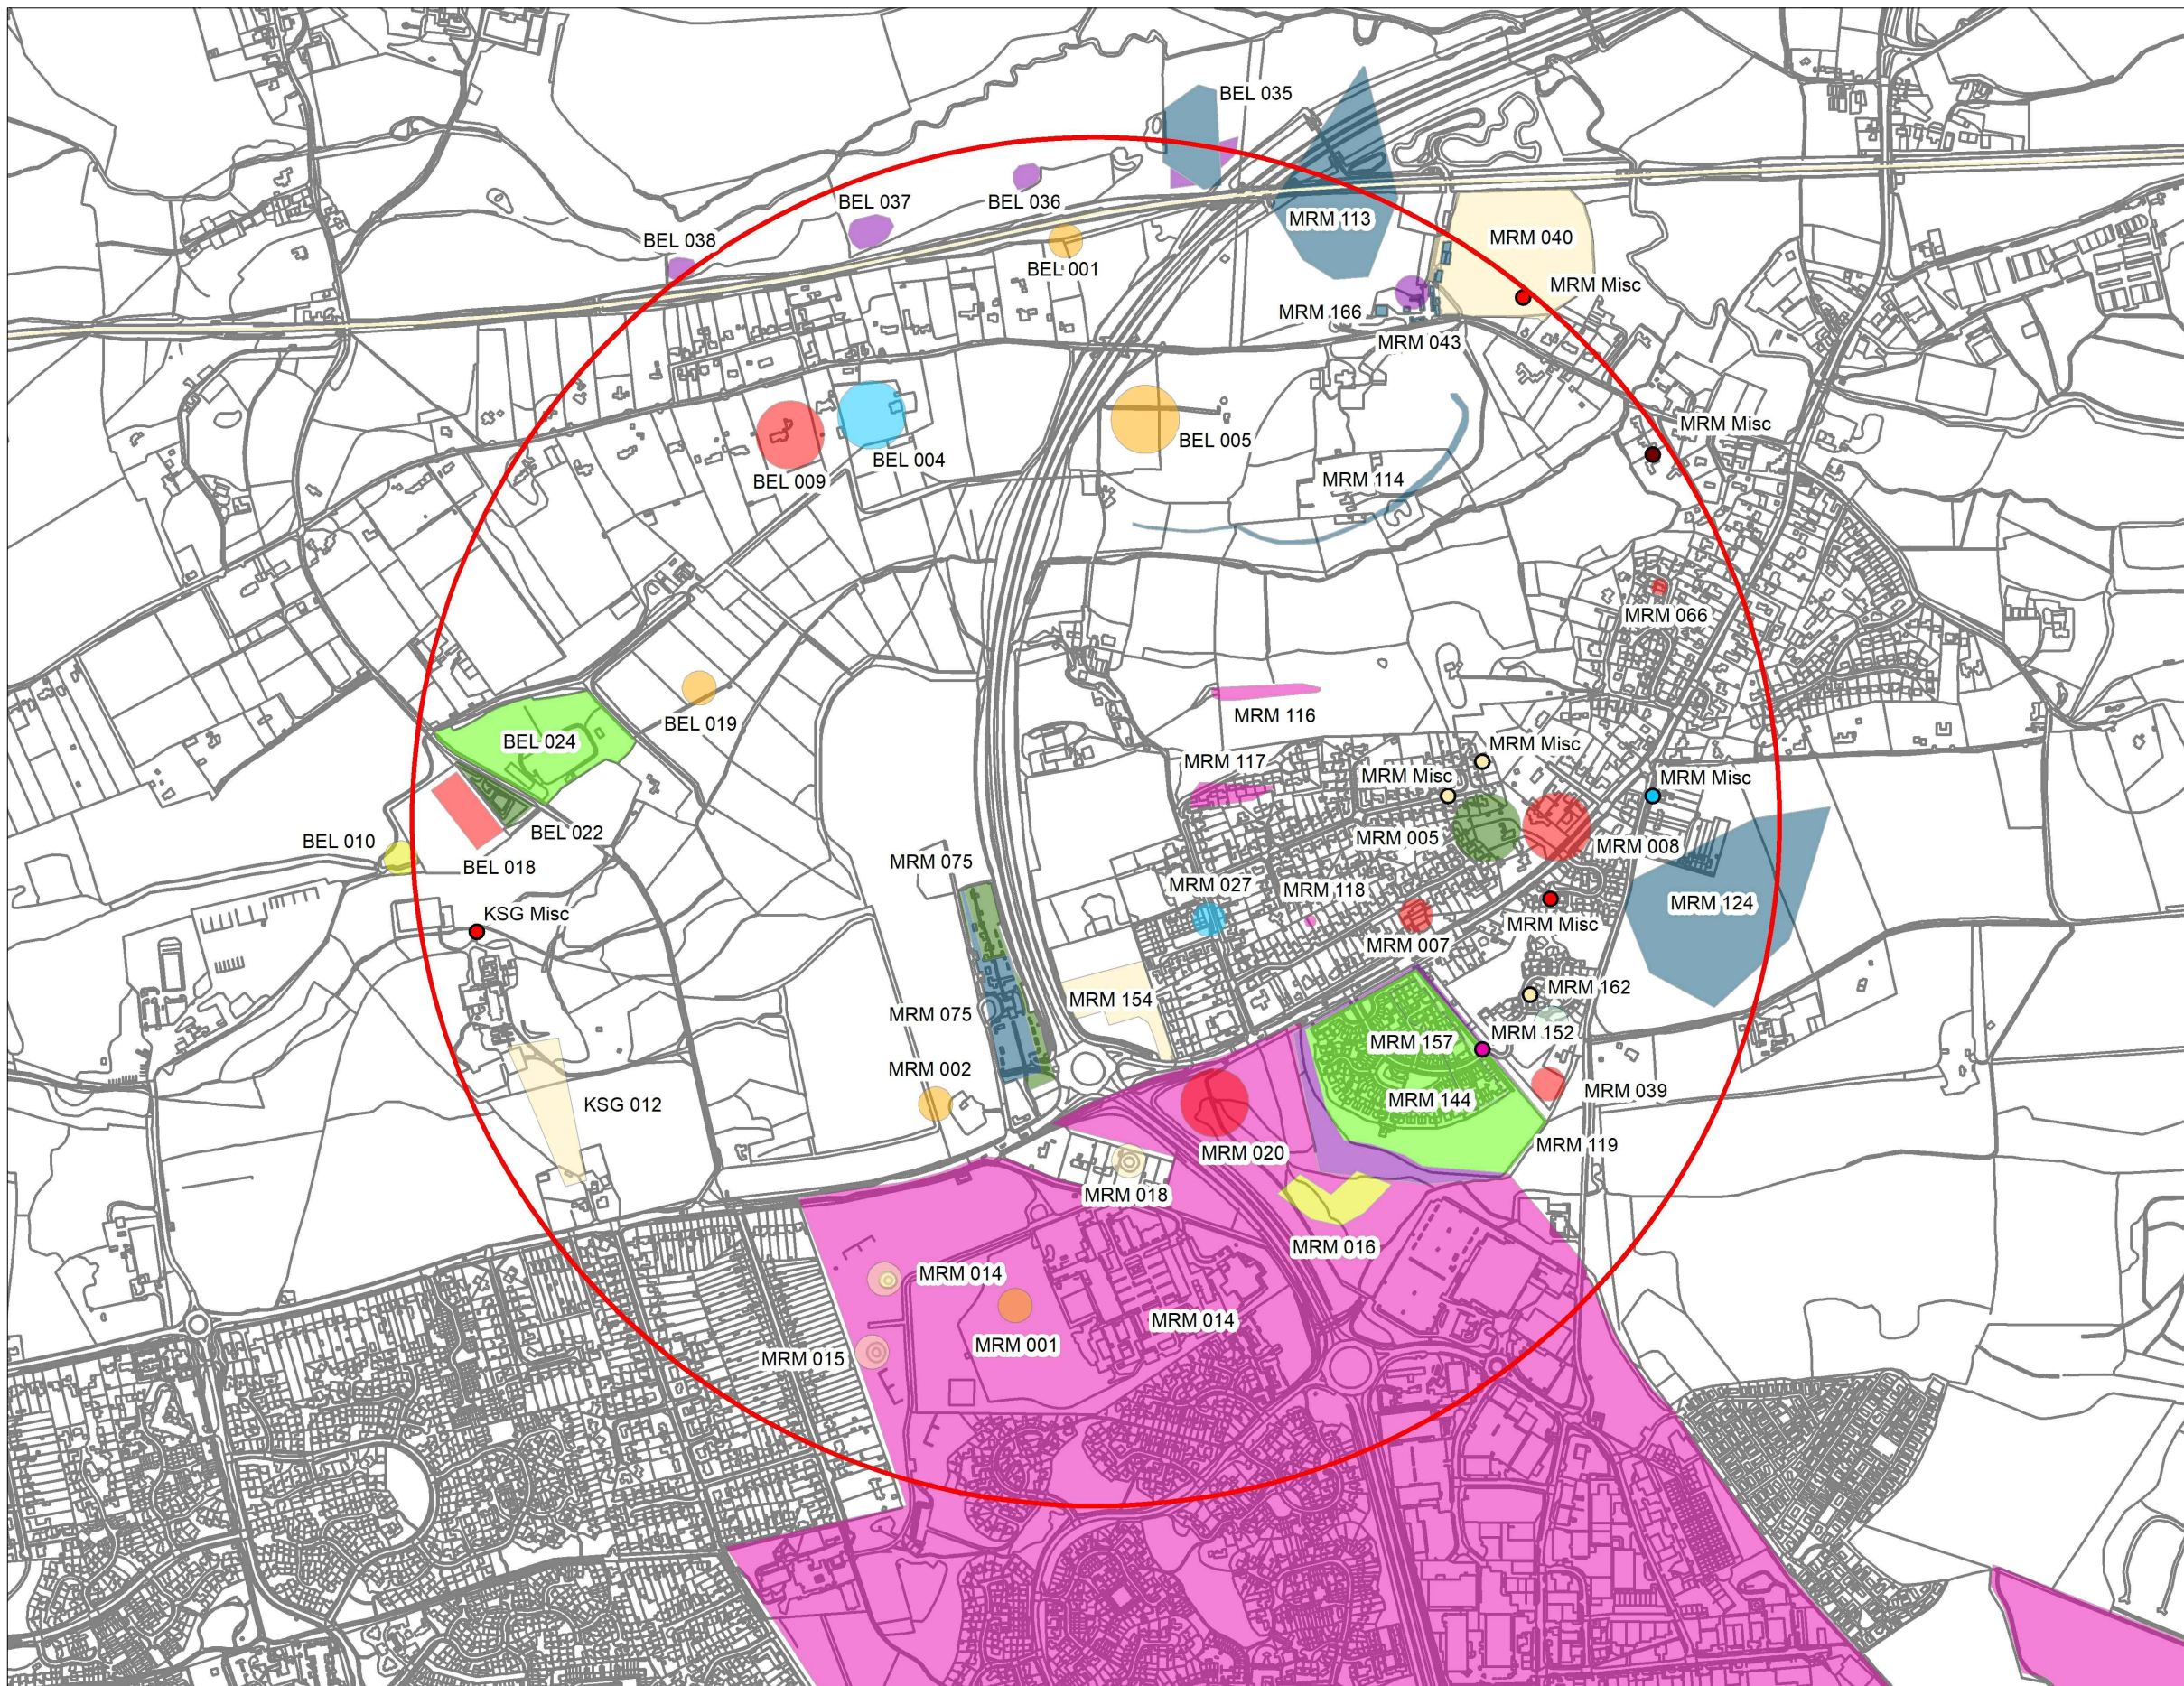 BEL 035
BEL 037
BEL 036
MRM 113
BEL 038
MRM 040
BEL 001
MRM Misc
MRM 166
MRM 043
MRM Misc
BEL 005
BEL 004
BEL 009
MRM 114
MRM 066
MRM 116
BEL 019
BEL 024
MRM Misc
MRM 117
MRM Misc
MRM Misc
BEL 022
BEL 010
MRM 005
MRM 008
BEL 018
MRM 075
MRM 027
MRM 118
MRM 124
KSG Misc
MRM Misc
MRM 007
MRM 162
MRM 154
MRM 075
MRM 152
MRM 157
MRM 002
MRM 039
MRM 144
KSG 012
MRM 119
MRM 020
MRM 018
MRM 016
MRM 014
MRM 014
MRM 001
MRM 015